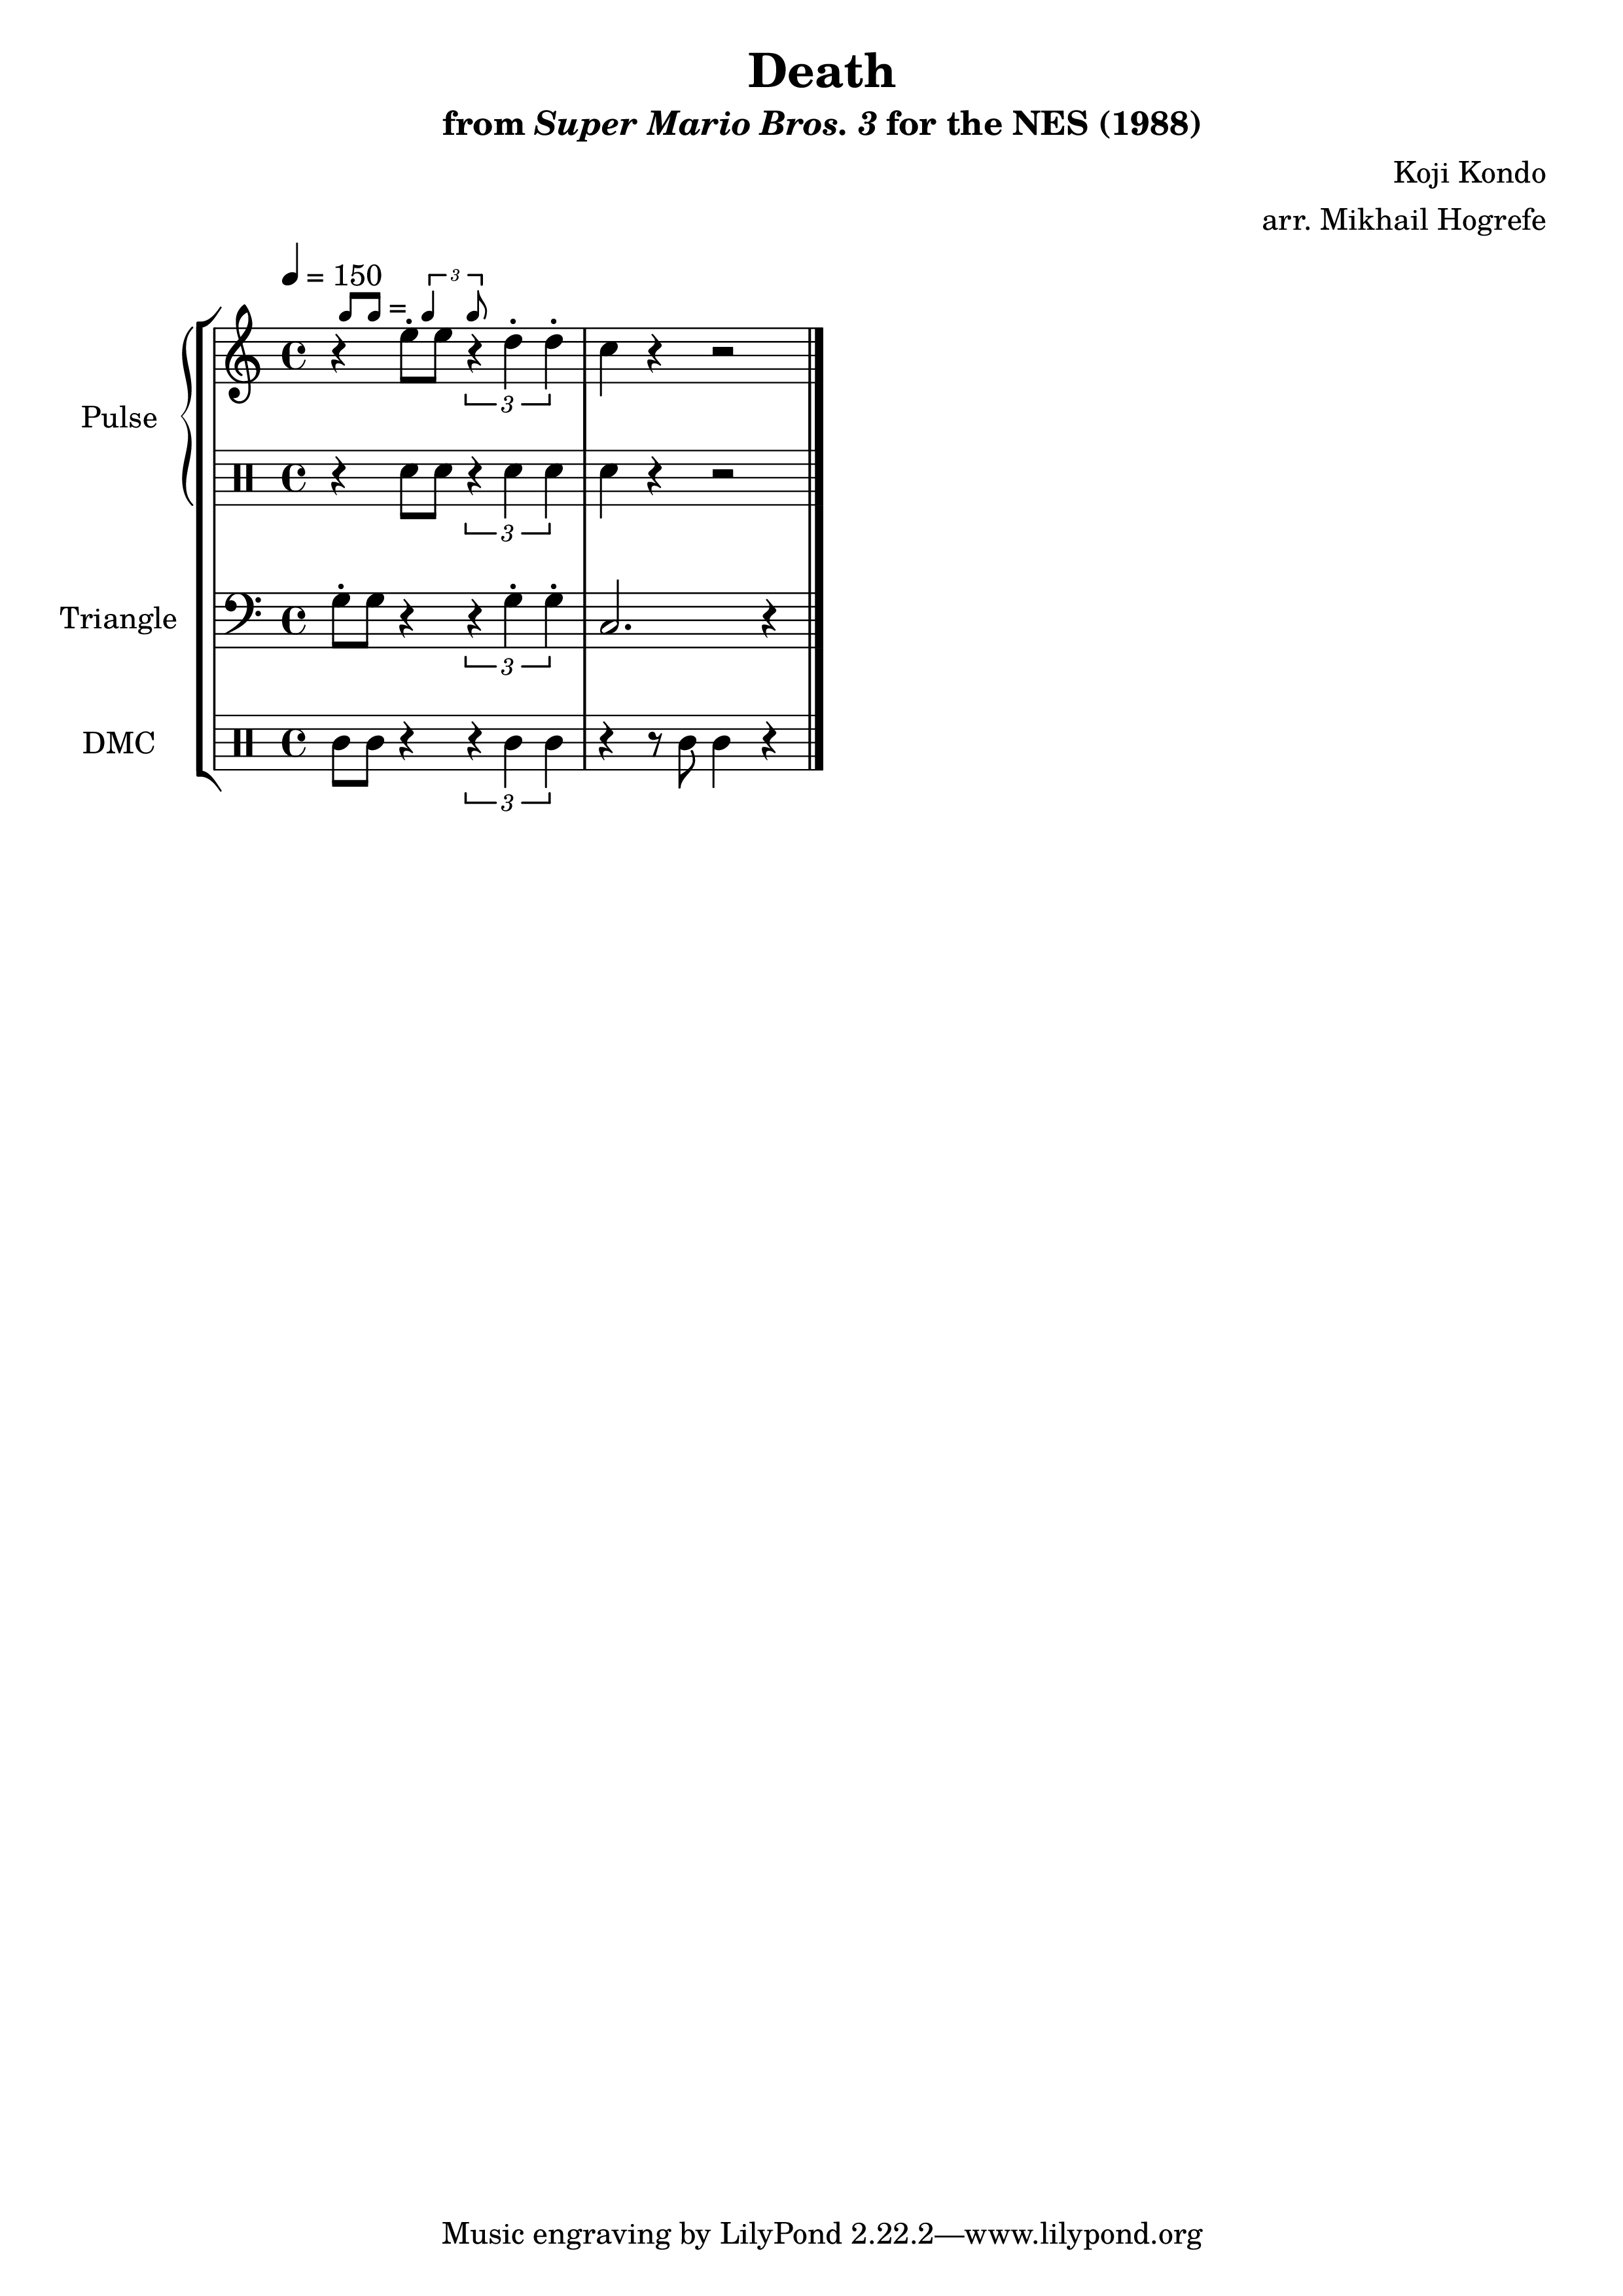 Death
from Super Mario Bros. 3 for the NES (1988)
Koji Kondo
arr. Mikhail Hogrefe
= 150
3
=
Pulse
3
3
Triangle
3
DMC
3
Music engraving by LilyPond 2.22.2—www.lilypond.org